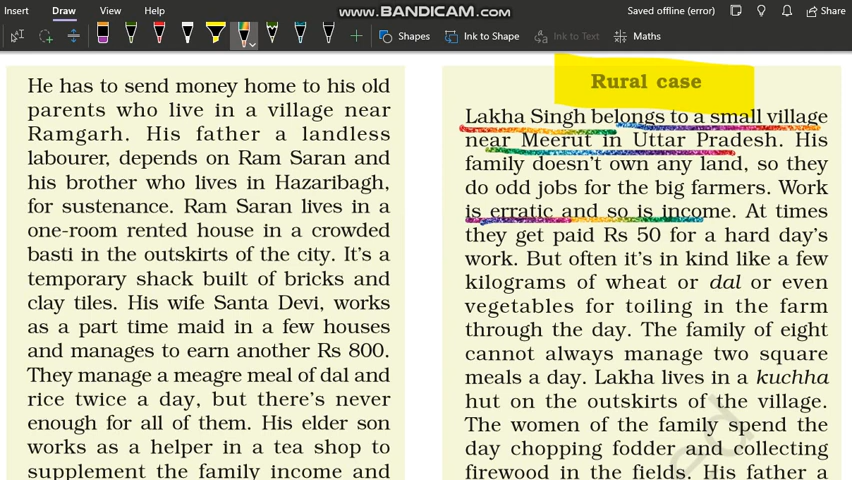 www.BANDICAM.com
Saved offline (error)
Share
Insert
Draw
View
Help
Shapes
Ink to Shape
Ink to Text
Maths
He has to send money home to his old
parents who live in a village near
Ramgarh. His father a landless
labourer, depends on Ram Saran and
his brother who lives in Hazaribagh,
for sustenance. Ram Saran lives in a
one-room rented house in a crowded
basti in the outskirts of the city. It's a
temporary shack built of bricks and
clay tiles. His wife Santa Devi, works
as a part time maid in a few houses
and manages to earn another Rs 800.
They manage a meagre meal of dal and
rice twice a day, but there's never
enough for all of them. His elder son
works as a helper in a tea shop to
supplement the family income and
Rural case
Lakha Singh belongs to a small village
near Meerut in Uttar Pradesh. His
family doesn't own any land, so they
do odd jobs for the big farmers. Work
is erratic and so is income. At times
they get paid Rs 50 for a hard day's
work. But often it's in kind like a few
kilograms of wheat or dal or even
vegetables for toiling in the farm
through the day. The family of eight
cannot always manage two square
meals a day. Lakha lives in a kuchha
hut on the outskirts of the village.
The women of the family spend the
day chopping fodder and collecting
firewood in the fields. His father a